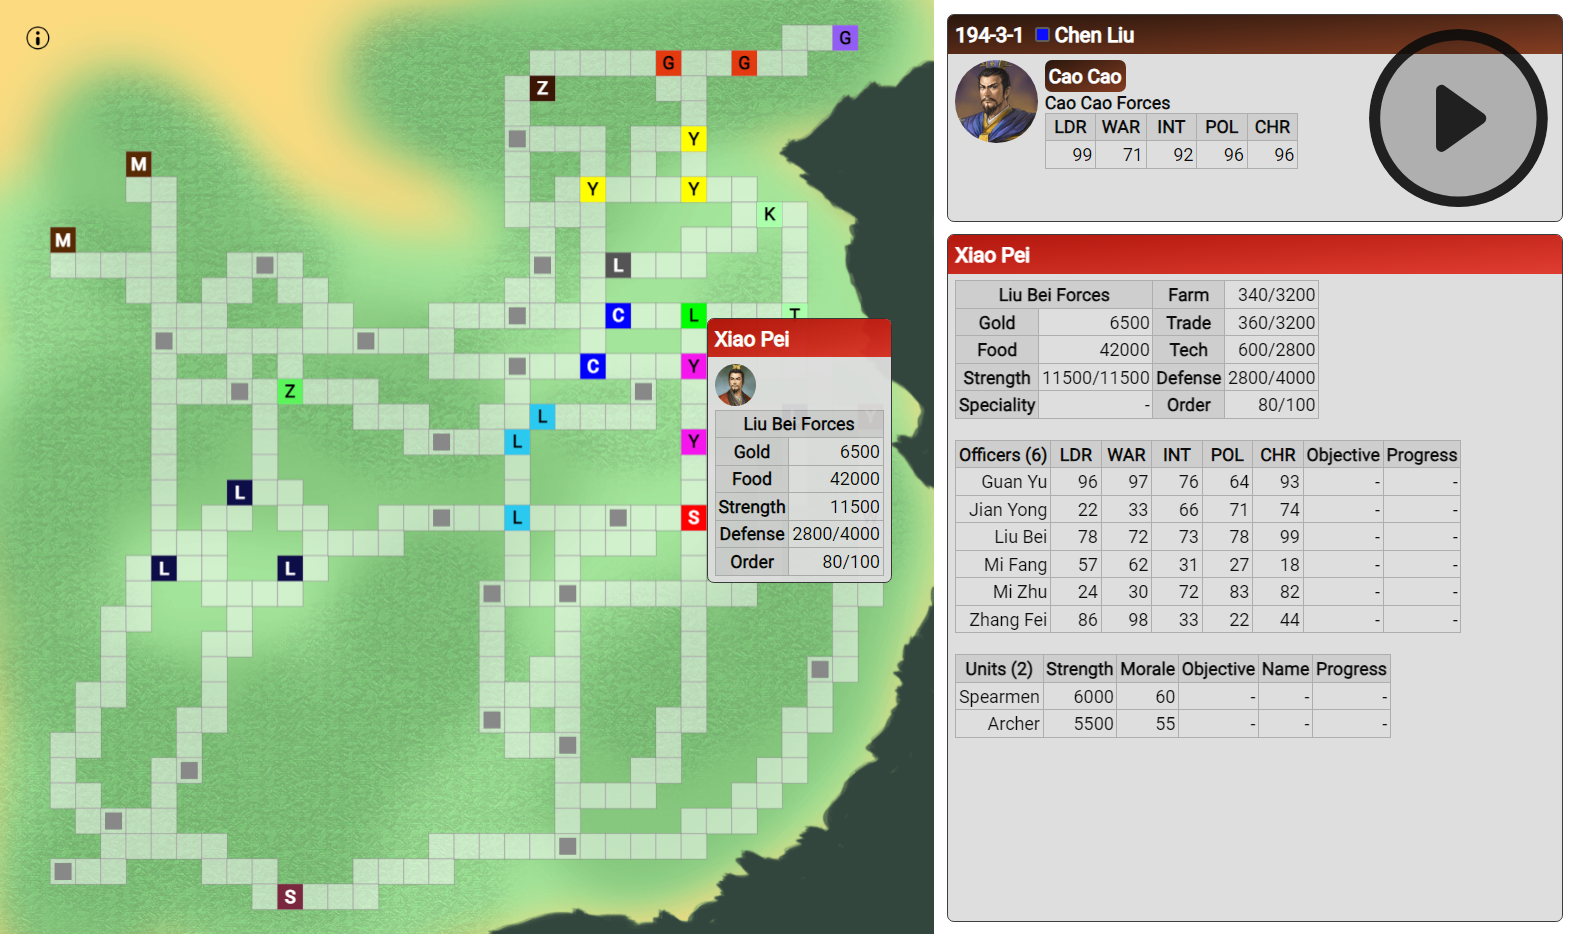 G
G
G
Z
Y
M
Y
Y
K
M
L
C
L
T
C
Y
Z
L
L
Y
L
L
S
L
L
S
Xiao Pei
Liu Bei Forces
Gold 6500
Food 42000
Strength 11500
Defense 2800/4000
Order 80/100
194-3-1 Chen Liu
Cao Cao
Cao Cao Forces
LDR WAR INT POL CHR
99 71 92 96 96
Xiao Pei
Liu Bei Forces Farm 340/3200
Gold 6500 Trade 360/3200
Food 42000 Tech 600/2800
Strength 11500/11500 Defense 2800/4000
Speciality - Order 80/100
Officers (6) LDR WAR INT POL CHR Objective Progress
Guan Yu 96 97 76 64 93 - -
Jian Yong 22 33 66 71 74 - -
Liu Bei 78 72 73 78 99 - -
Mi Fang 57 62 31 27 18 - -
Mi Zhu 24 30 72 83 82 - -
Zhang Fei 86 98 33 22 44 - -
Units (2) Strength Morale Objective Name Progress
Spearmen 6000 60 - - -
Archer 5500 55 - - -